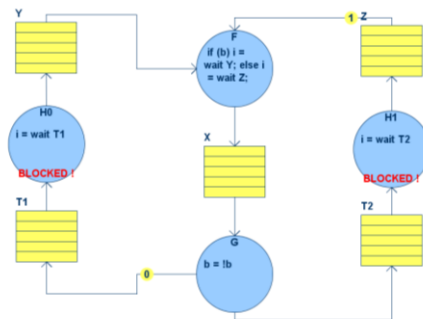 Y
F
1
Z
if (b) i =
wait Y; else i
= wait Z;
H0
i = wait T1
BLOCKED !
X
H1
i = wait T2
BLOCKED !
T1
T2
G
b = !b
0